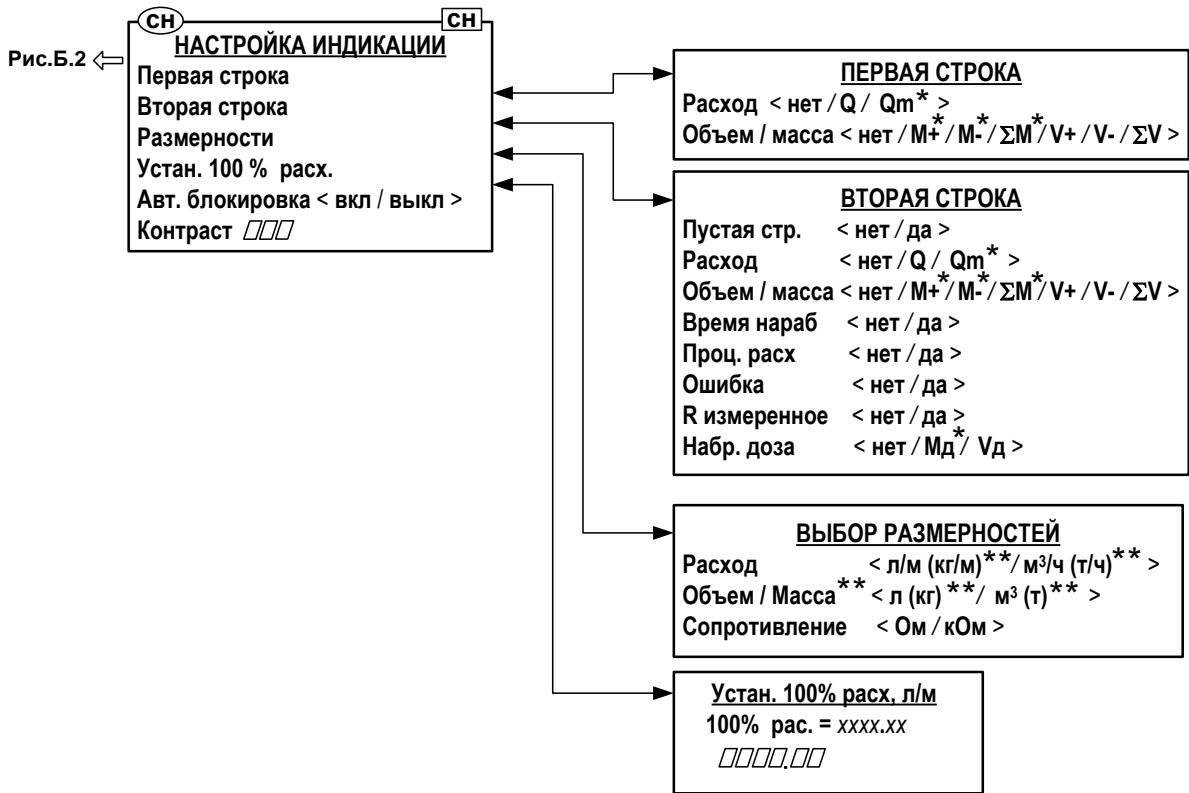 СН СН
НАСТРОЙКА ИНДИКАЦИИ
Рис.Б.2
Первая строка
Вторая строка
Размерности
Устан. 100 % расх.
Авт. блокировка < вкл / выкл >
Контраст
ПЕРВАЯ СТРОКА
Расход < нет / Q / Qm* >
Объем / масса < нет / M+* / M-* / ΣM* / V+ / V- / ΣV >
ВТОРАЯ СТРОКА
Пустая стр. < нет / да >
Расход < нет / Q / Qm* >
Объем / масса < нет / M+* / M-* / ΣM* / V+ / V- / ΣV >
Время нараб < нет / да >
Проц. расх < нет / да >
Ошибка < нет / да >
R измеренное < нет / да >
Набр. доза < нет / Мд* / Vд >
ВЫБОР РАЗМЕРНОСТЕЙ
Расход < л/м (кг/м)** / м³/ч (т/ч)** >
Объем / Масса** < л (кг) ** / м³ (т)** >
Сопротивление < Ом / кОм >
Устан. 100% расх, л/м
100% рас. = xxxx.xx